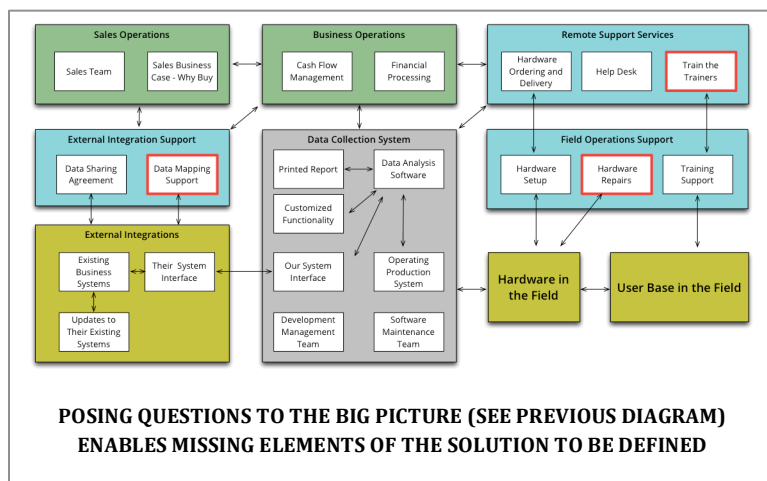 Sales Operations
Sales Team
Sales Business
Case - Why Buy
Business Operations
Cash Flow
Management
Financial
Processing
Remote Support Services
Hardware
Ordering and
Delivery
Help Desk
Train the
Trainers
External Integration Support
Data Sharing
Agreement
Data Mapping
Support
Data Collection System
Printed Report
Data Analysis
Software
Customized
Functionality
Our System
Interface
Operating
Production
System
Development
Management
Team
Software
Maintenance
Team
Field Operations Support
Hardware
Setup
Hardware
Repairs
Training
Support
External Integrations
Existing
Business
Systems
Their System
Interface
Updates to
Their Existing
Systems
Hardware in
the Field
User Base in the Field
POSING QUESTIONS TO THE BIG PICTURE (SEE PREVIOUS DIAGRAM)
ENABLES MISSING ELEMENTS OF THE SOLUTION TO BE DEFINED